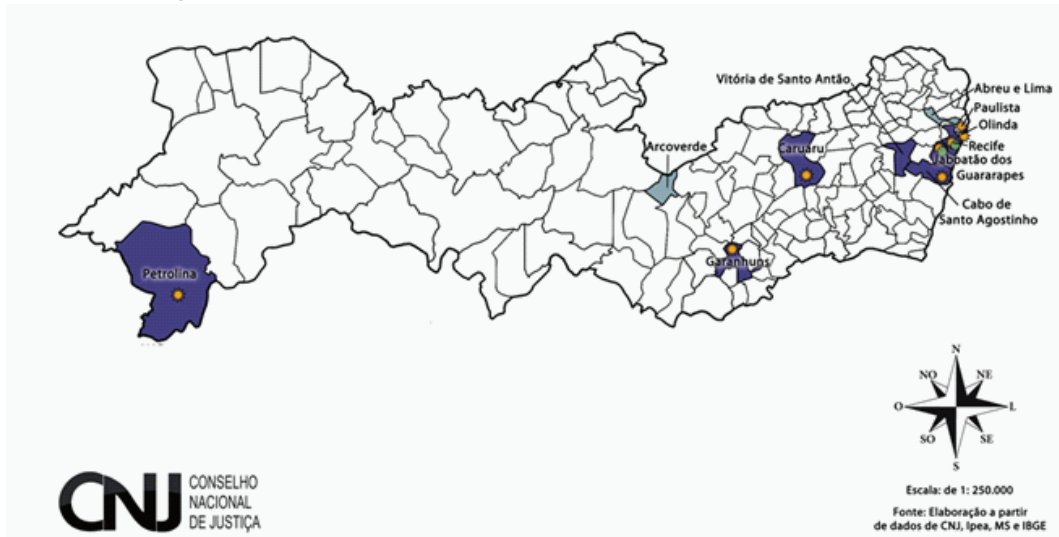 Vitória de Santo Antão
Abreu e Lima
Paulista
Olinda
Recife
Jaboatão dos
Guararapes
Cabo de
Santo Agostinho
Arcoverde
Caruaru
Garanhuns
Petrolina
N
NO
NE
O
L
SO
SE
S
CNJ
CONSELHO
NACIONAL
DE JUSTIÇA
Escala: de 1: 250.000
Fonte: Elaboração a partir
de dados de CNJ, Ipea, MS e IBGE